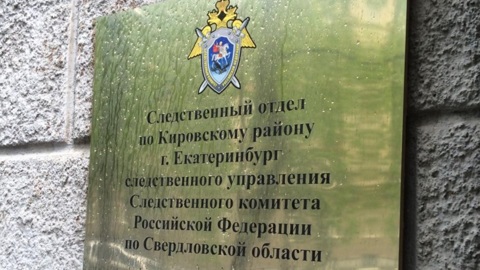 Следственный отдел
по Кировскому району
г. Екатеринбург
следственного управления
Следственного комитета
Российской Федерации
по Свердловской области